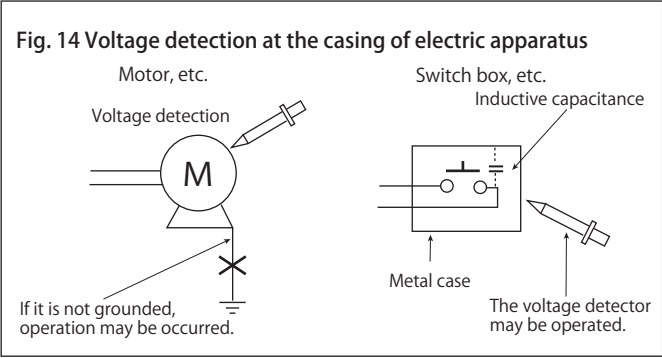 Fig. 14 Voltage detection at the casing of electric apparatus
Motor, etc.
Voltage detection
M
If it is not grounded,
operation may be occurred.
Switch box, etc.
Inductive capacitance
Metal case
The voltage detector
may be operated.